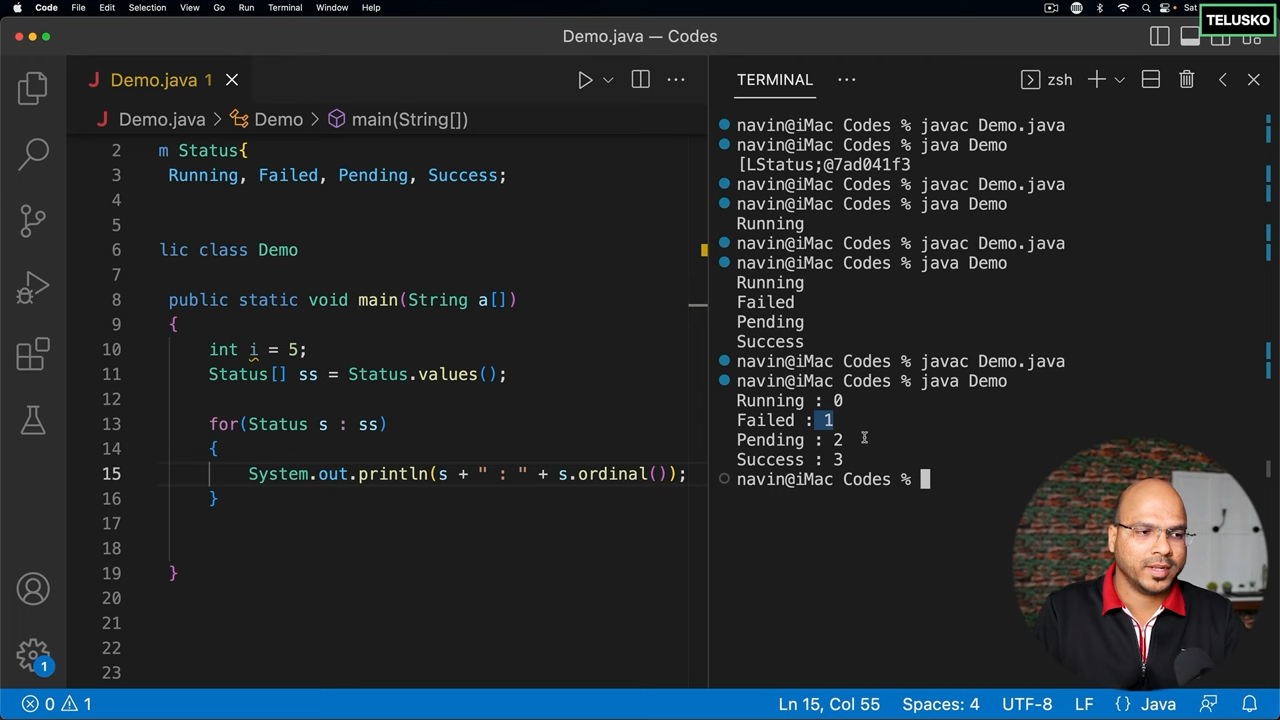 Code File Edit Selection View Go Run Terminal Window Help Sat
TELUSKO
Demo.java — Codes
Demo.java 1
Demo.java > Demo > main(String[])
2 m Status{
3 Running, Failed, Pending, Success;
4
5
6 lic class Demo
7
8 public static void main(String a[])
9 {
10 int i = 5;
11 Status[] ss = Status.values();
12
13 for(Status s : ss)
14 {
15 System.out.println(s + " : " + s.ordinal());
16 }
17
18
19 }
20
21
22
23
TERMINAL zsh
navin@iMac Codes % javac Demo.java
navin@iMac Codes % java Demo
[LStatus;@7ad041f3
navin@iMac Codes % javac Demo.java
navin@iMac Codes % java Demo
Running
navin@iMac Codes % javac Demo.java
navin@iMac Codes % java Demo
Running
Failed
Pending
Success
navin@iMac Codes % javac Demo.java
navin@iMac Codes % java Demo
Running : 0
Failed : 1
Pending : 2
Success : 3
navin@iMac Codes %
1
0 1 Ln 15, Col 55 Spaces: 4 UTF-8 LF {} Java